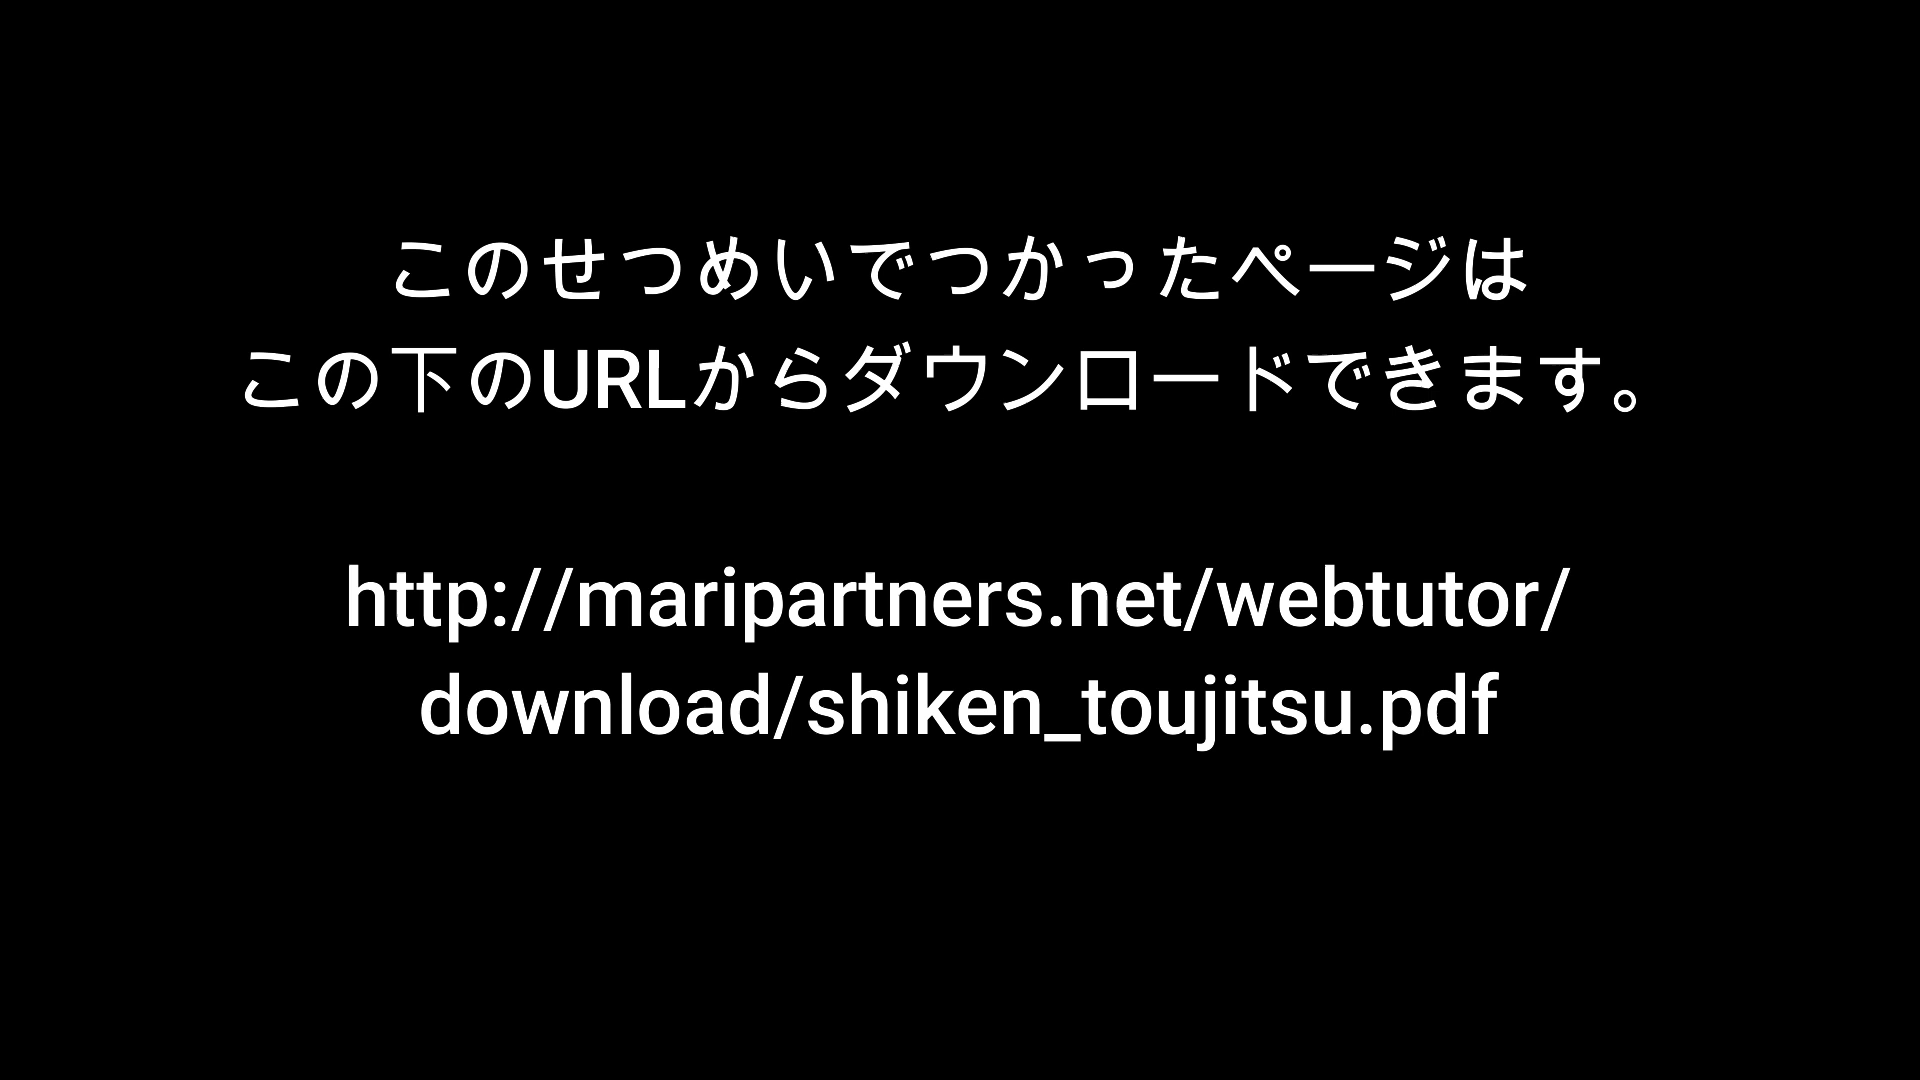 このせつめいでつかったページは
この下のURLからダウンロードできます。
http://maripartners.net/webtutor/
download/shiken_toujitsu.pdf